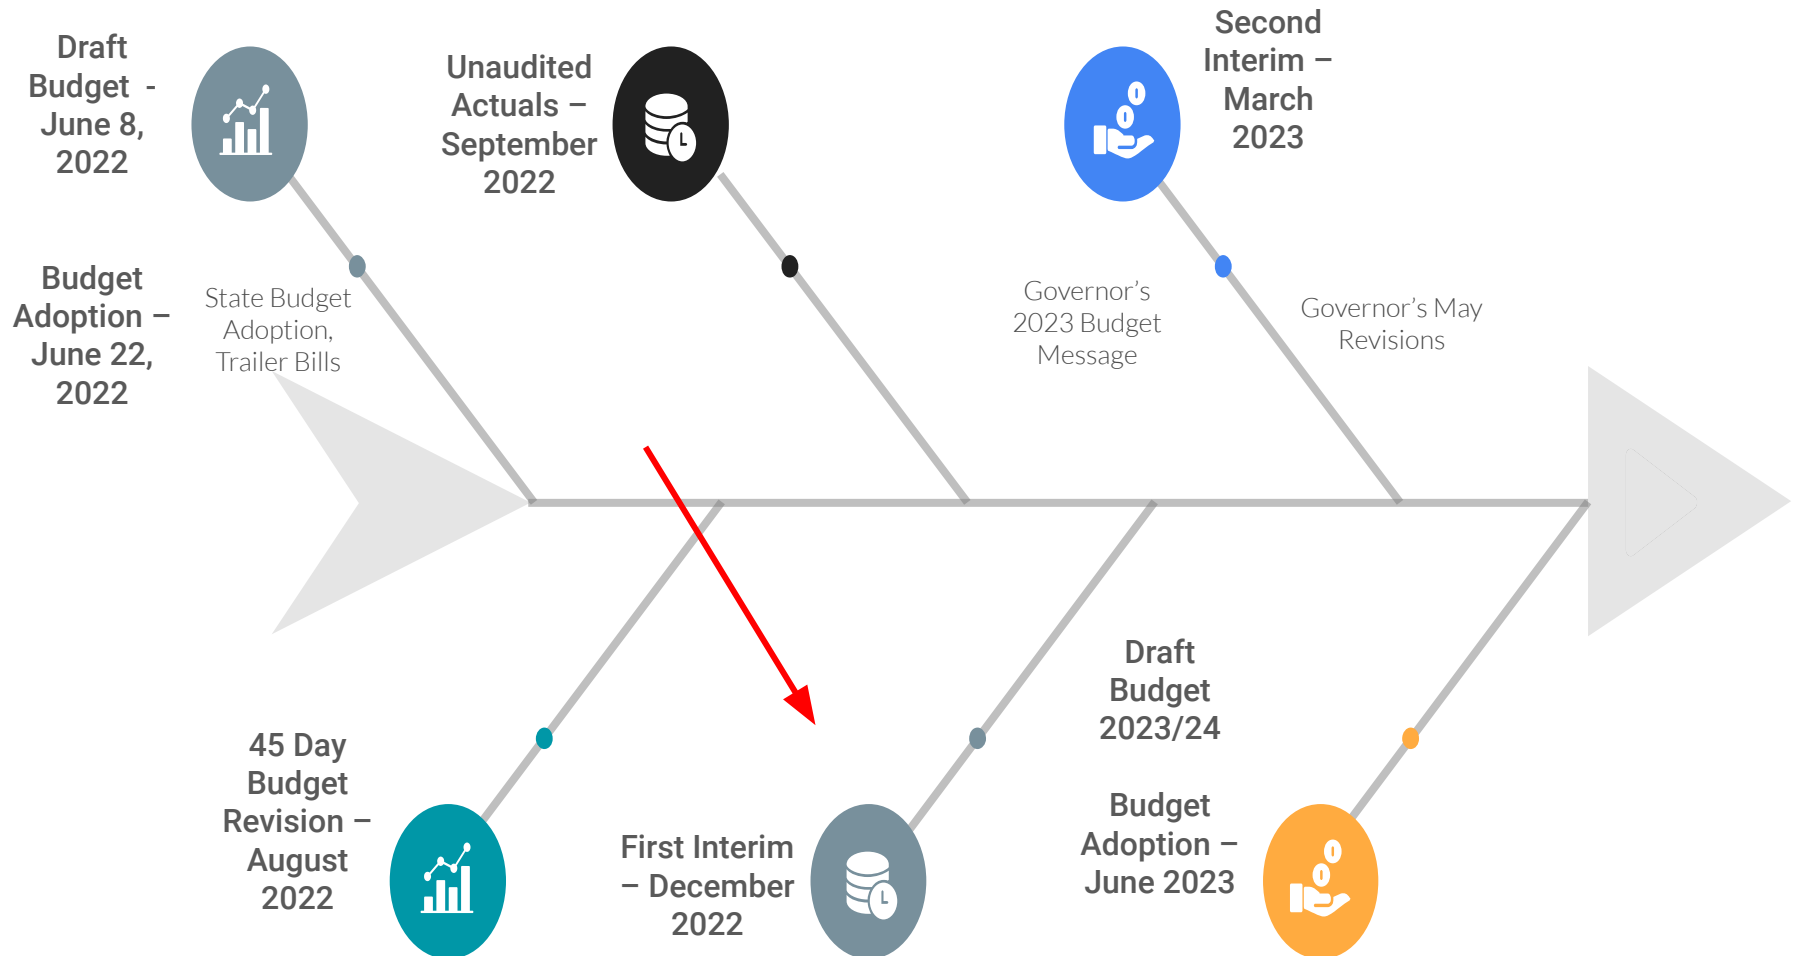 Draft
Budget -
June 8,
2022
Budget
Adoption –
June 22,
2022
State Budget
Adoption,
Trailer Bills
Unaudited
Actuals –
September
2022
Second
Interim –
March
2023
Governor’s
2023 Budget
Message
Governor’s May
Revisions
45 Day
Budget
Revision –
August
2022
First Interim
– December
2022
Draft
Budget
2023/24
Budget
Adoption –
June 2023